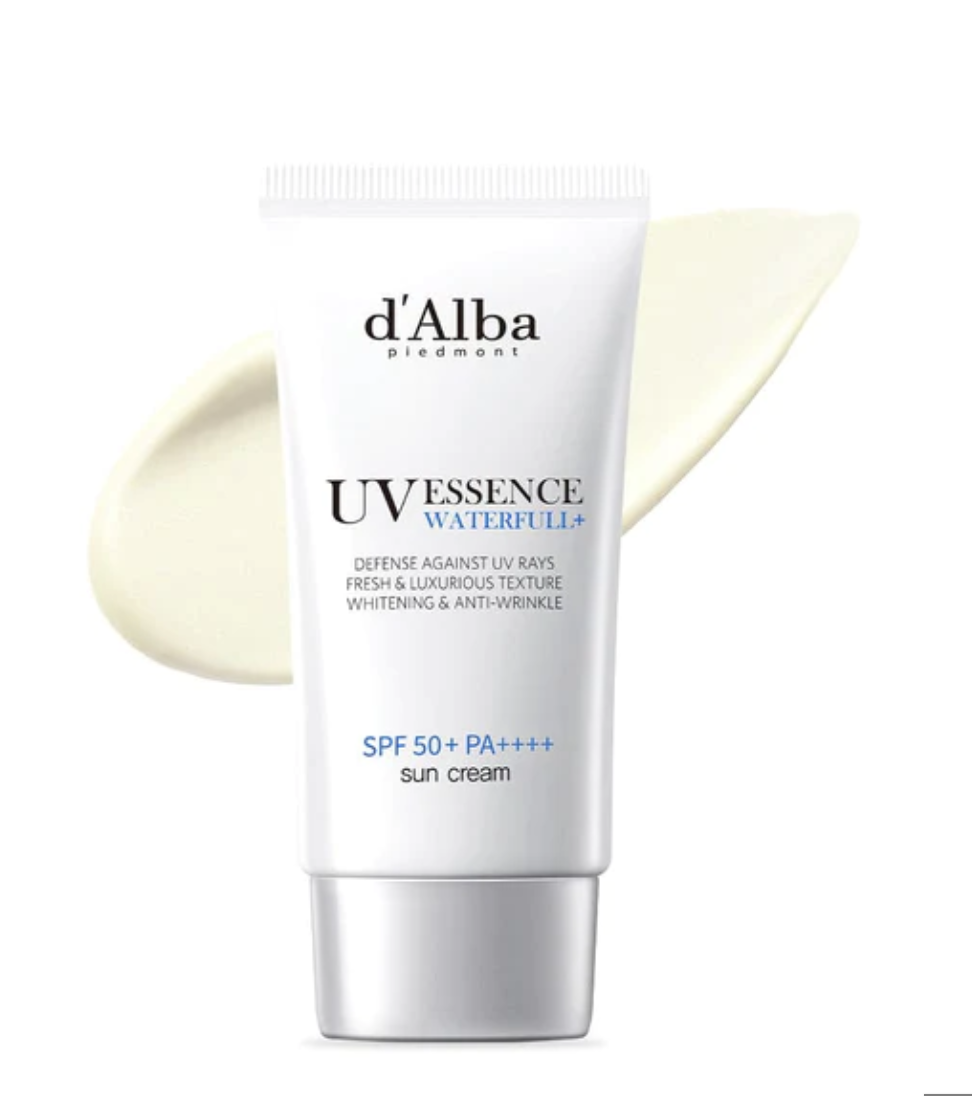 d'Alba
piedmont
UV ESSENCE
WATERFULL+
DEFENSE AGAINST UV RAYS
FRESH & LUXURIOUS TEXTURE
WHITENING & ANTI-WRINKLE
SPF 50+ PA++++
sun cream